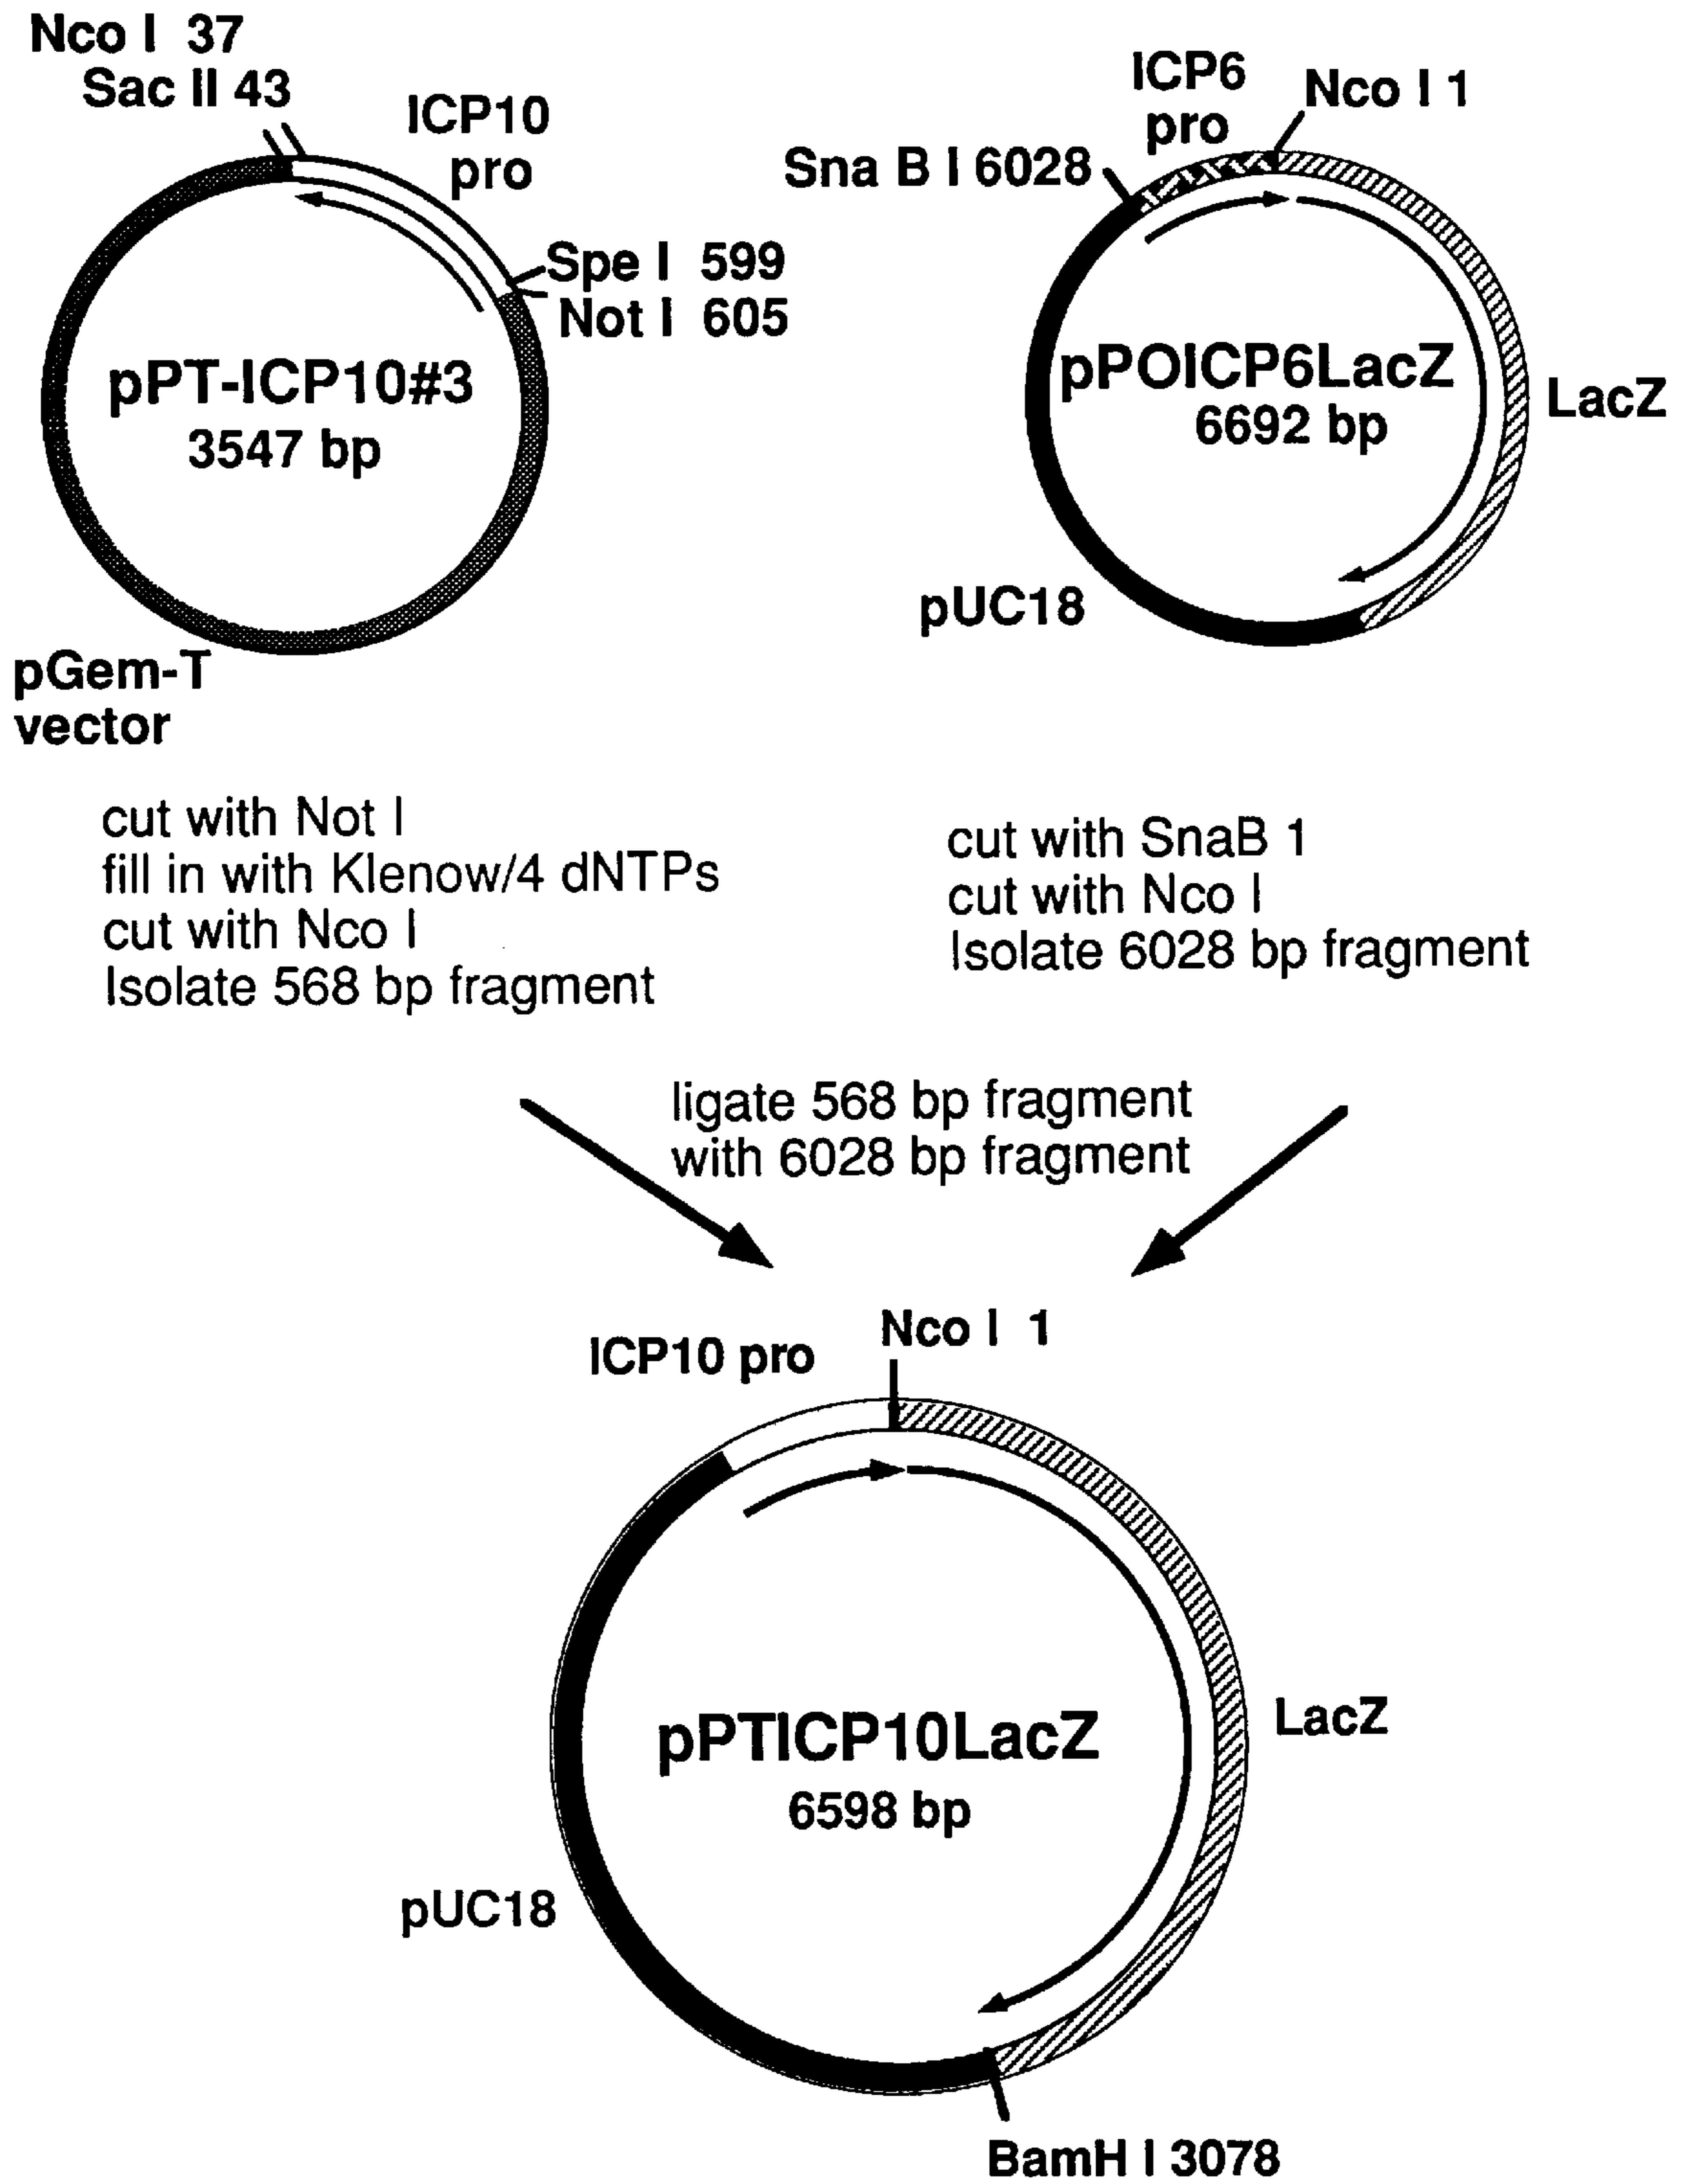 Nco I 37
Sac II 43
ICP10
pro
Spe I 599
Not I 605
pPT-ICP10#3
3547 bp
pGem-T
vector
ICP6
pro
Nco I 1
Sna B I 6028
pPOICP6LacZ
6692 bp
LacZ
pUC18
cut with Not I
fill in with Klenow/4 dNTPs
cut with Nco I
Isolate 568 bp fragment
cut with SnaB 1
cut with Nco I
Isolate 6028 bp fragment
ligate 568 bp fragment
with 6028 bp fragment
ICP10 pro
Nco I 1
pPTICP10LacZ
6598 bp
LacZ
pUC18
BamH I 3078